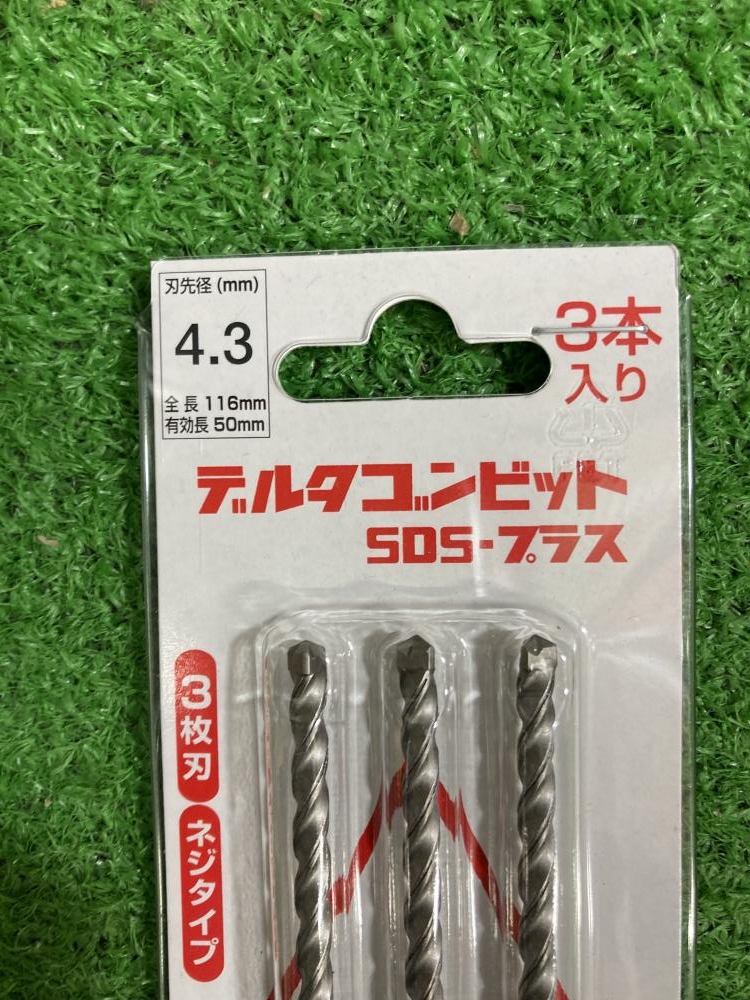 刃先径(mm)
4.3
全長 116mm
有効長 50mm
3本
入り
デルタゴンビット
SDS-プラス
3枚刃
ネジタイプ